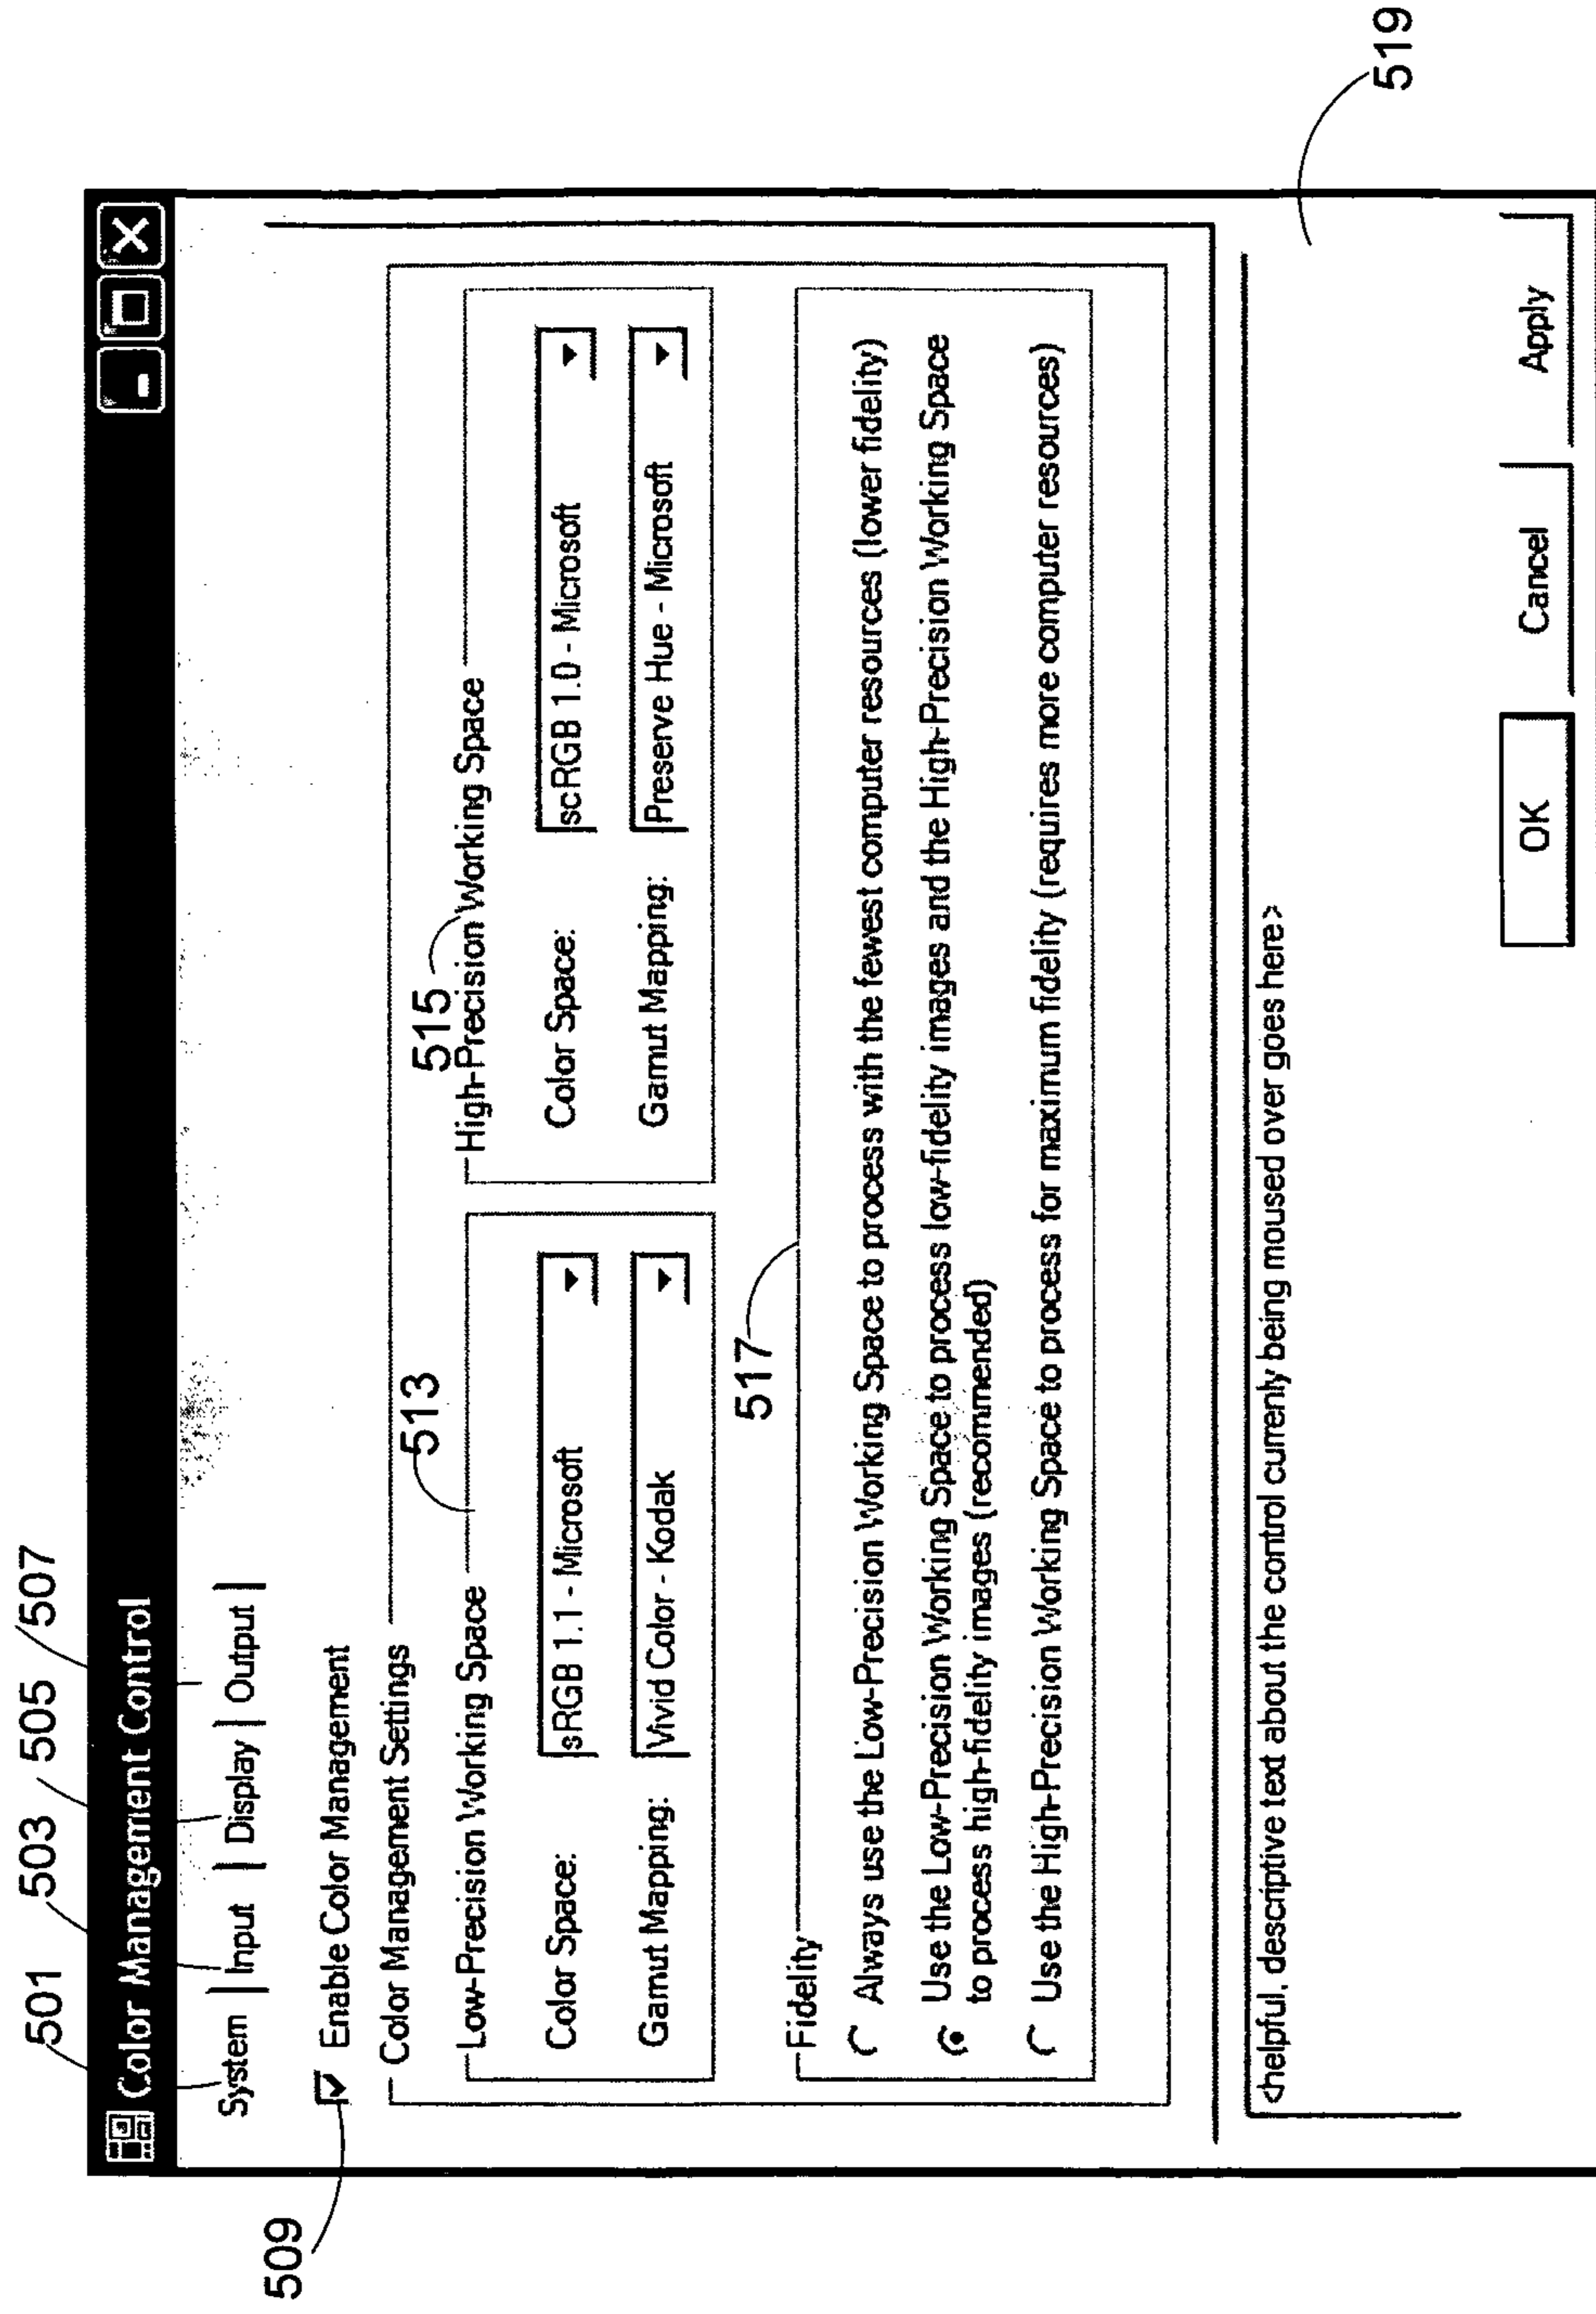 501 503 505 507
Color Management Control
System Input Display Output
509
Enable Color Management
Color Management Settings
513
515
Low-Precision Working Space
High-Precision Working Space
Color Space: sRGB 1.1 - Microsoft
Color Space: scRGB 1.0 - Microsoft
Gamut Mapping: Vivid Color - Kodak
Gamut Mapping: Preserve Hue - Microsoft
517
Fidelity
Always use the Low-Precision Working Space to process with the fewest computer resources (lower fidelity)
Use the Low-Precision Working Space to process low-fidelity images and the High-Precision Working Space
to process high-fidelity images (recommended)
Use the High-Precision Working Space to process for maximum fidelity (requires more computer resources)
<helpful, descriptive text about the control currenly being moused over goes here>
519
OK Cancel Apply